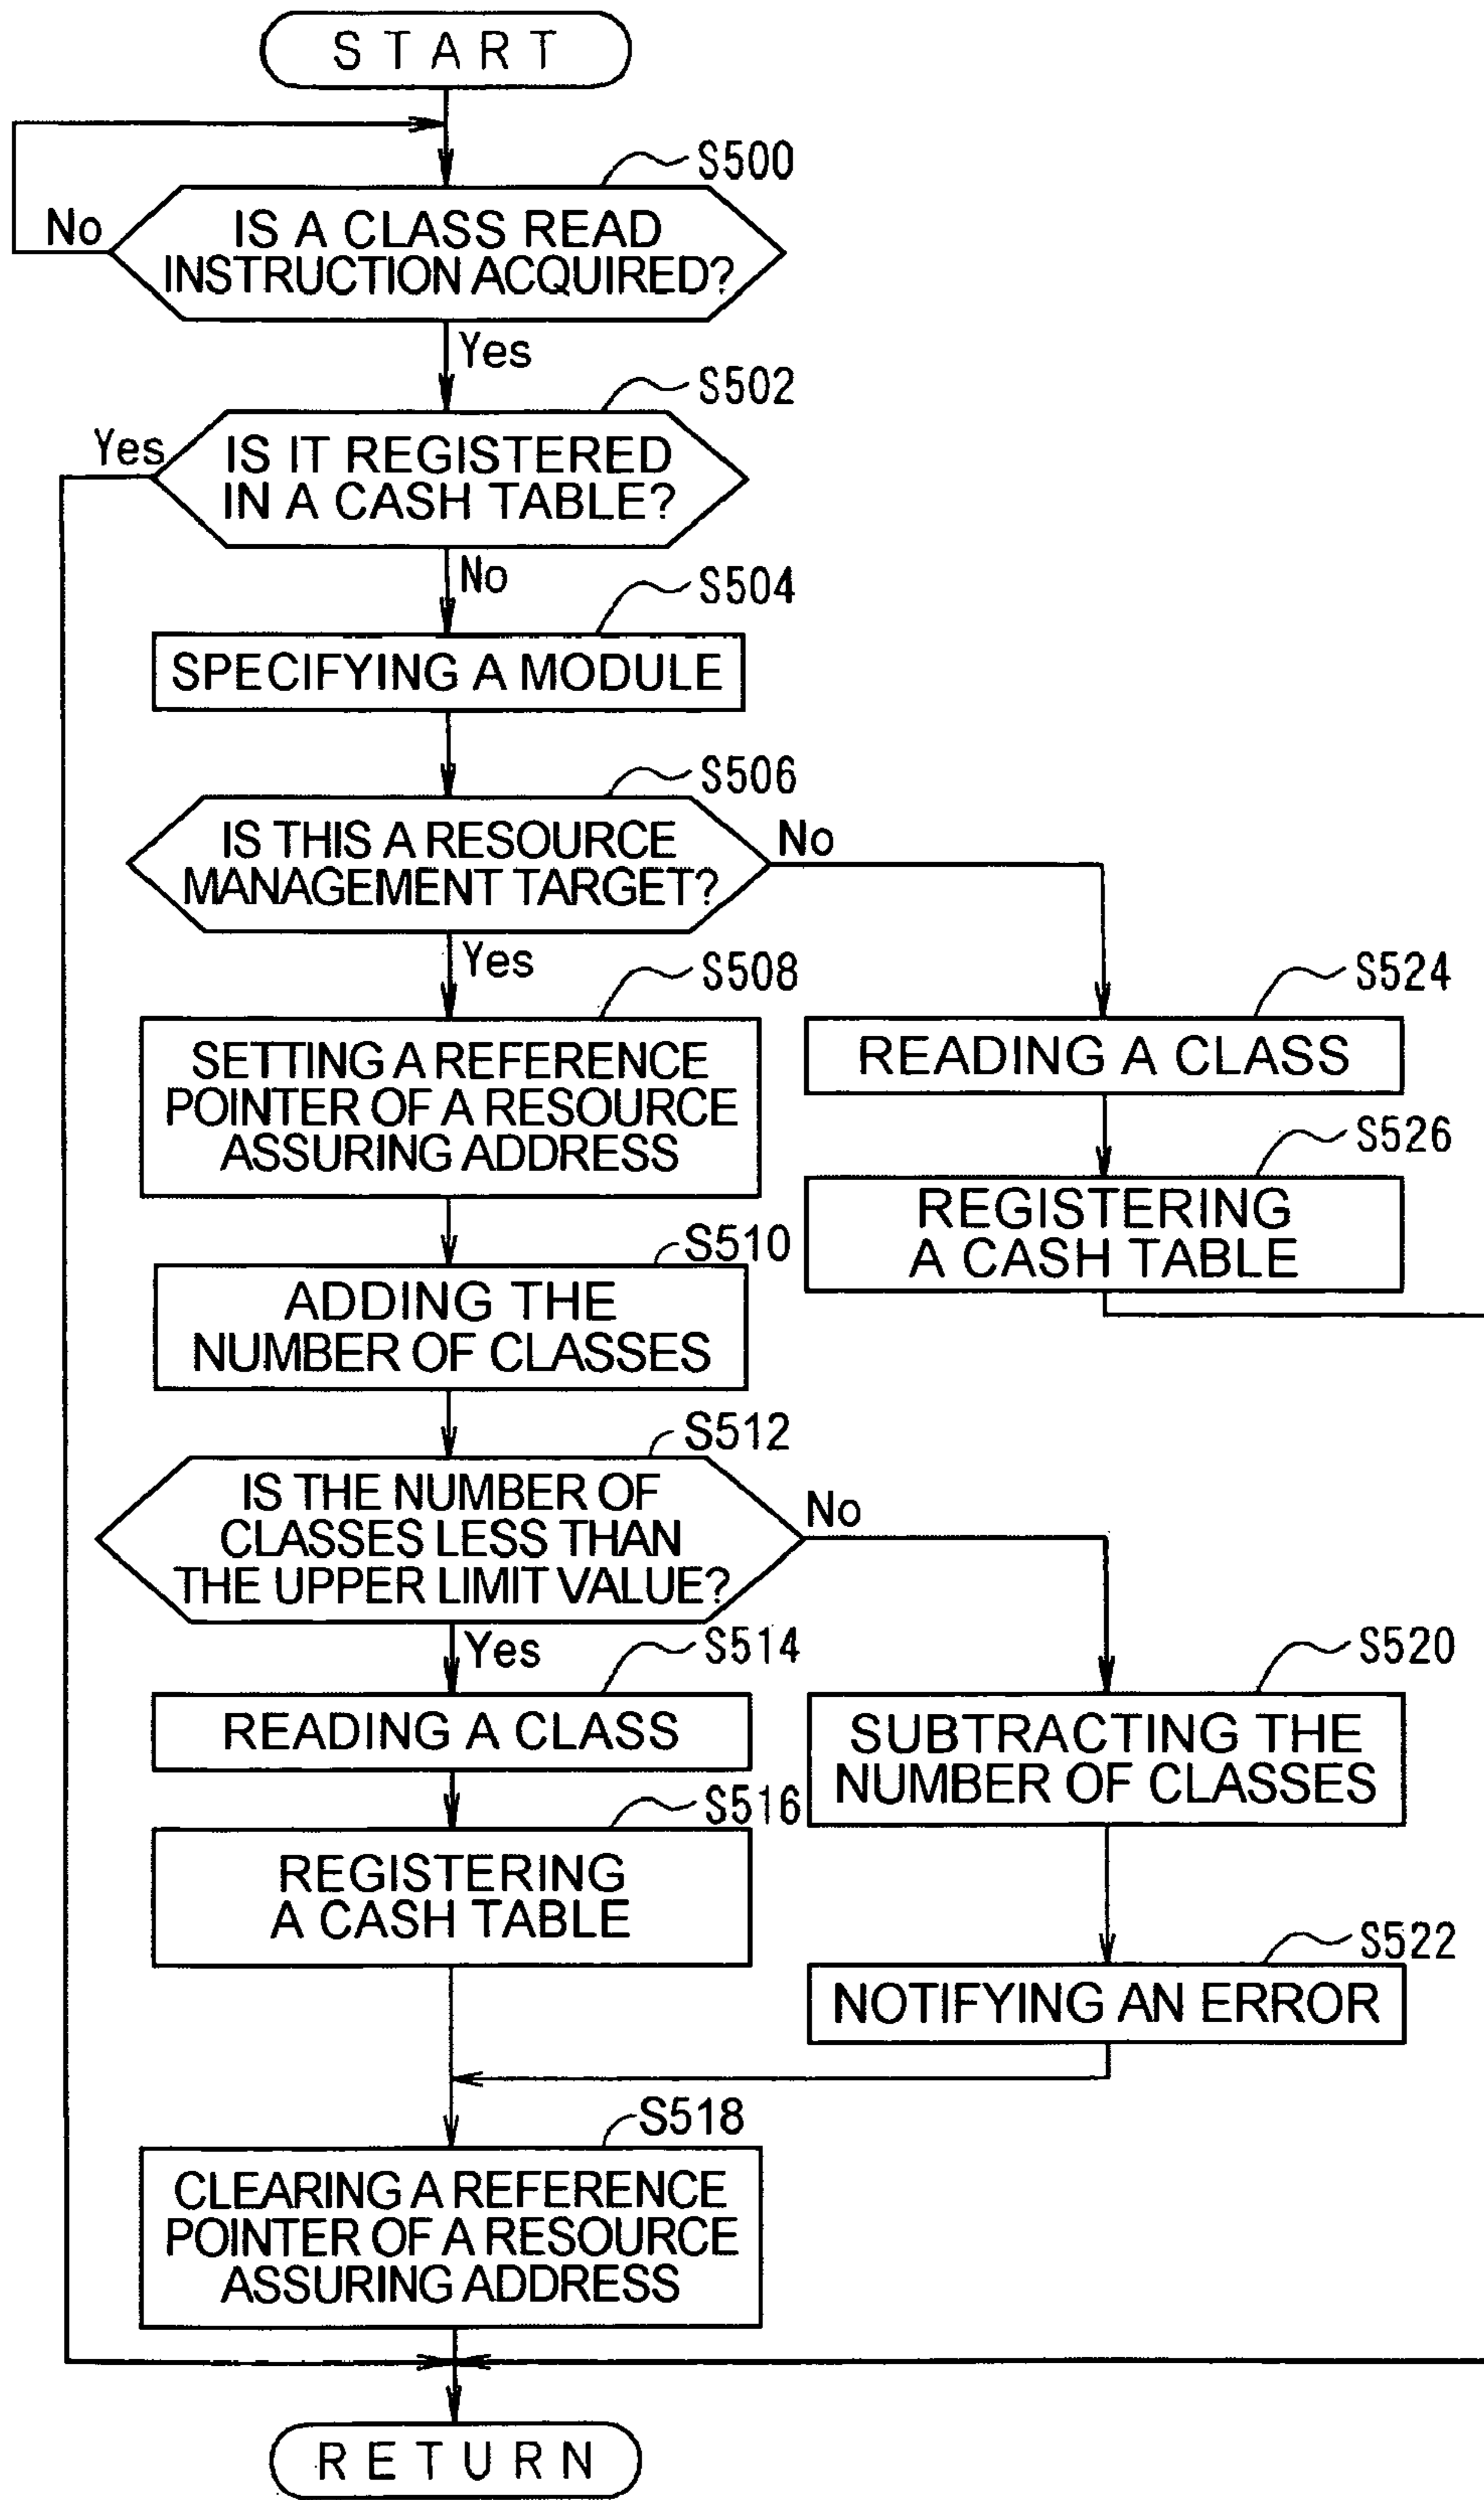 START
S500
No
IS A CLASS READ
INSTRUCTION ACQUIRED?
Yes
S502
Yes
IS IT REGISTERED
IN A CASH TABLE?
No
S504
SPECIFYING A MODULE
S506
IS THIS A RESOURCE
MANAGEMENT TARGET?
No
Yes
S508
S524
SETTING A REFERENCE
POINTER OF A RESOURCE
ASSURING ADDRESS
READING A CLASS
S526
REGISTERING
A CASH TABLE
S510
ADDING THE
NUMBER OF CLASSES
S512
IS THE NUMBER OF
CLASSES LESS THAN
THE UPPER LIMIT VALUE?
No
Yes
S514
S520
READING A CLASS
SUBTRACTING THE
NUMBER OF CLASSES
S516
REGISTERING
A CASH TABLE
S522
NOTIFYING AN ERROR
S518
CLEARING A REFERENCE
POINTER OF A RESOURCE
ASSURING ADDRESS
RETURN